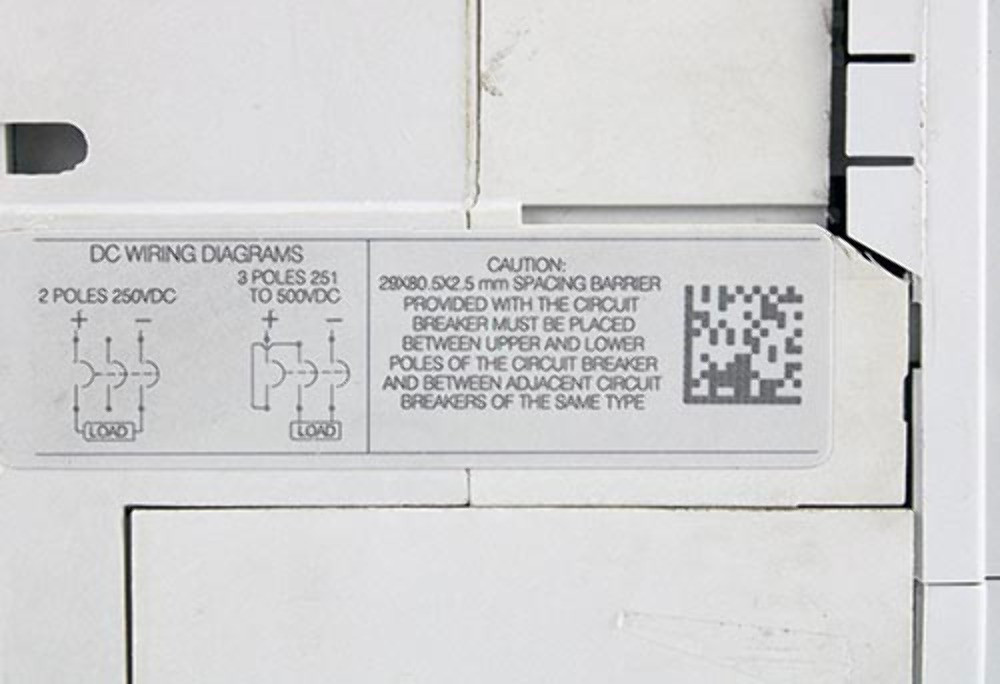 DC WIRING DIAGRAMS
2 POLES 250VDC
+ −
LOAD
3 POLES 251
TO 500VDC
+ −
LOAD
CAUTION:
29X80.5X2.5 mm SPACING BARRIER
PROVIDED WITH THE CIRCUIT
BREAKER MUST BE PLACED
BETWEEN UPPER AND LOWER
POLES OF THE CIRCUIT BREAKER
AND BETWEEN ADJACENT CIRCUIT
BREAKERS OF THE SAME TYPE